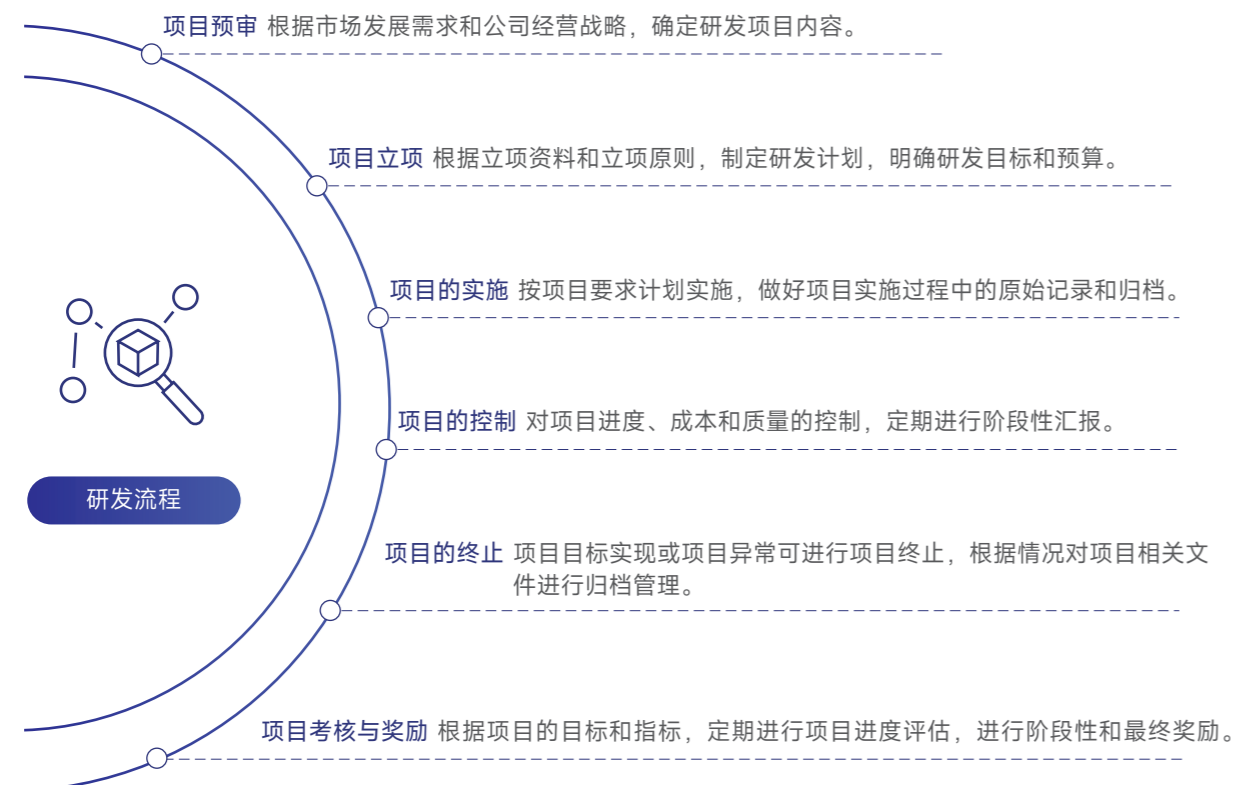 项目预审 根据市场发展需求和公司经营战略，确定研发项目内容。
项目立项 根据立项资料和立项原则，制定研发计划，明确研发目标和预算。
项目的实施 按项目要求计划实施，做好项目实施过程中的原始记录和归档。
项目的控制 对项目进度、成本和质量的控制，定期进行阶段性汇报。
研发流程
项目的终止 项目目标实现或项目异常可进行项目终止，根据情况对项目相关文
件进行归档管理。
项目考核与奖励 根据项目的目标和指标，定期进行项目进度评估，进行阶段性和最终奖励。